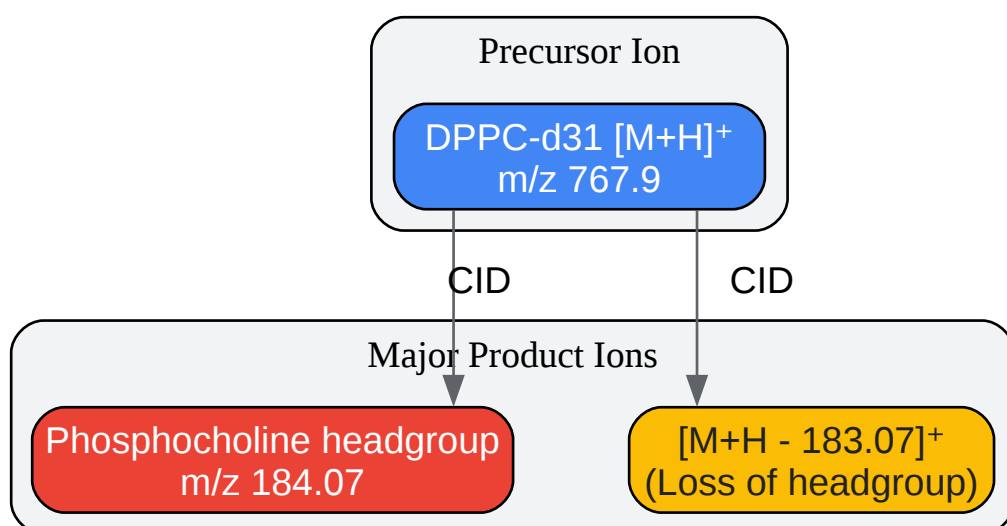 Precursor Ion
DPPC-d31 [M+H]⁺
m/z 767.9
CID
CID
Major Product Ions
Phosphocholine headgroup
m/z 184.07
[M+H - 183.07]⁺
(Loss of headgroup)